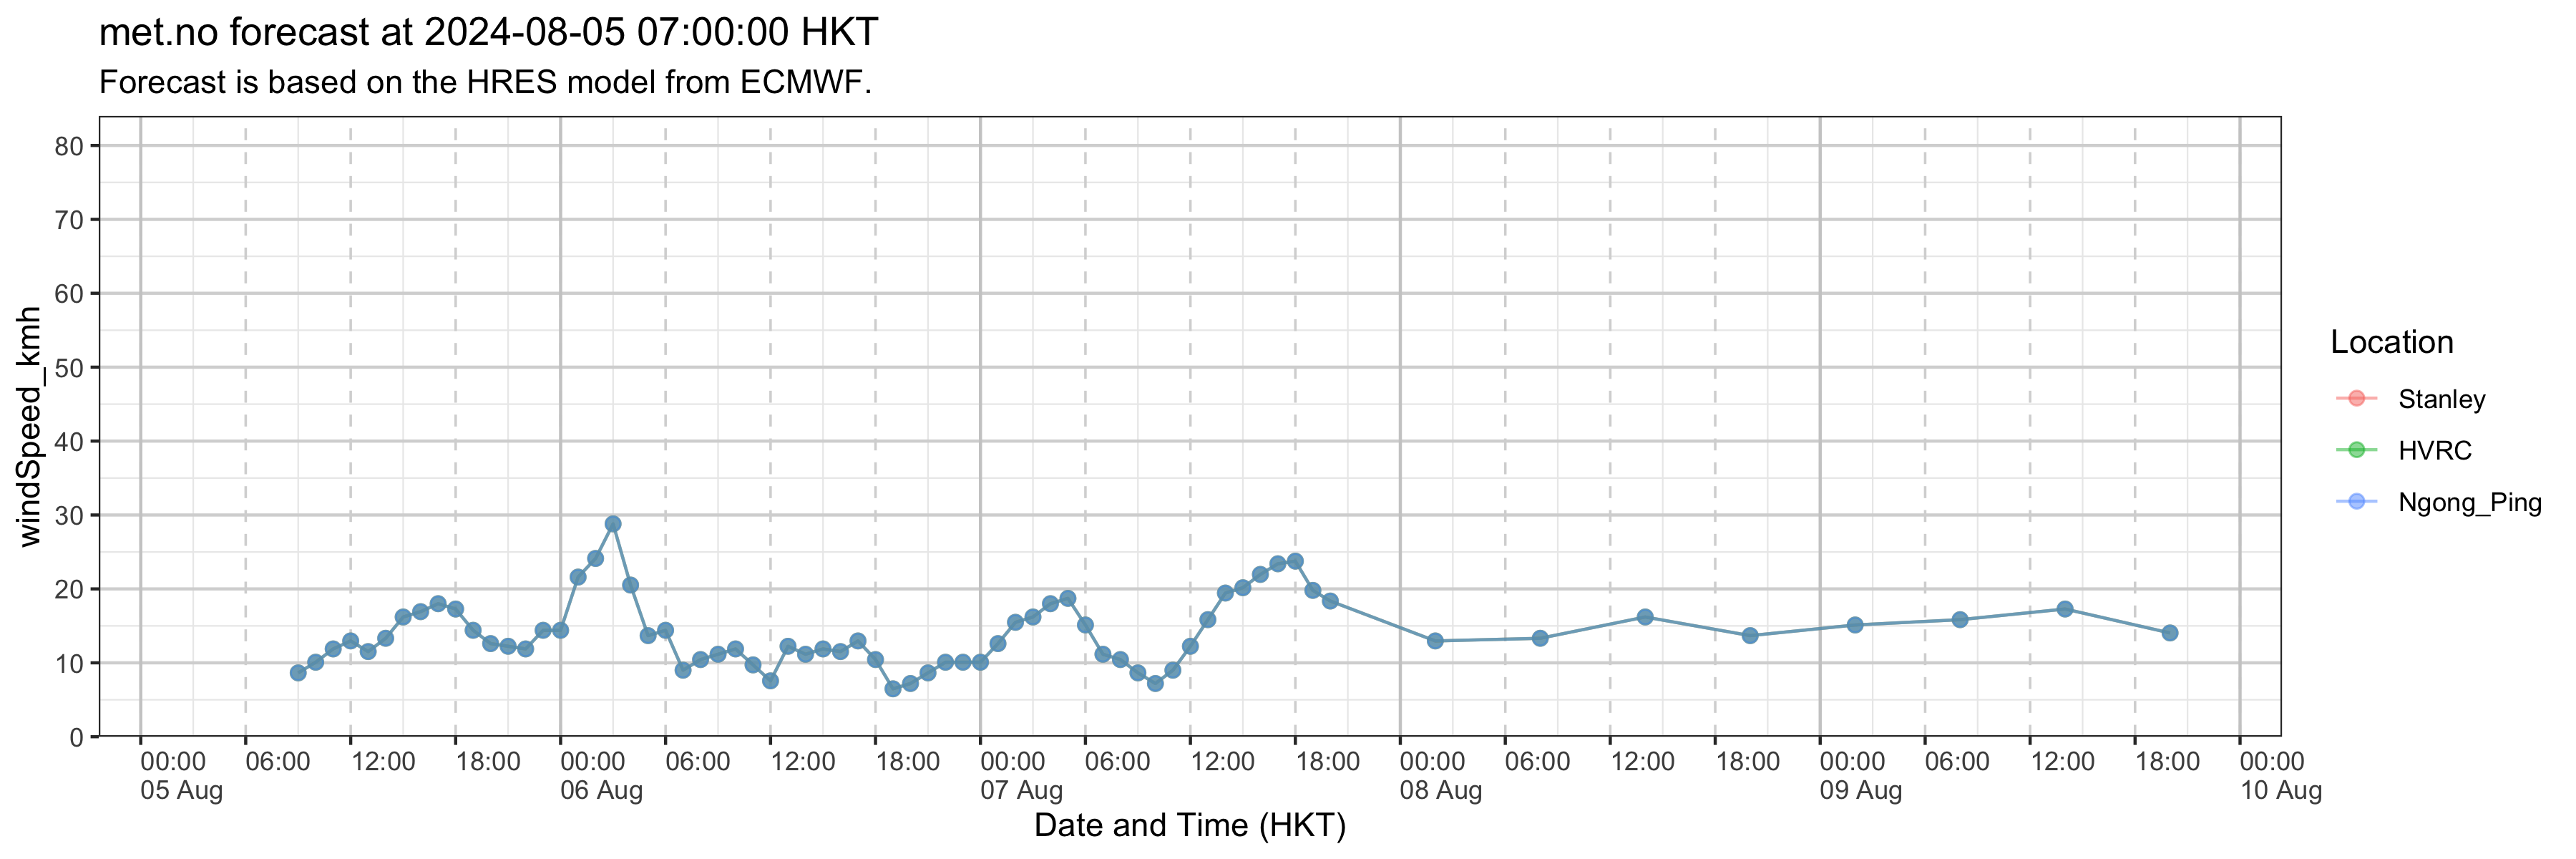 met.no forecast at 2024-08-05 07:00:00 HKT
Forecast is based on the HRES model from ECMWF.
windSpeed_kmh
80
70
60
50
40
30
20
10
0
00:00 06:00 12:00 18:00 00:00 06:00 12:00 18:00 00:00 06:00 12:00 18:00 00:00 06:00 12:00 18:00 00:00 06:00 12:00 18:00 00:00
05 Aug 06 Aug 07 Aug 08 Aug 09 Aug 10 Aug
Date and Time (HKT)
Location
Stanley
HVRC
Ngong_Ping